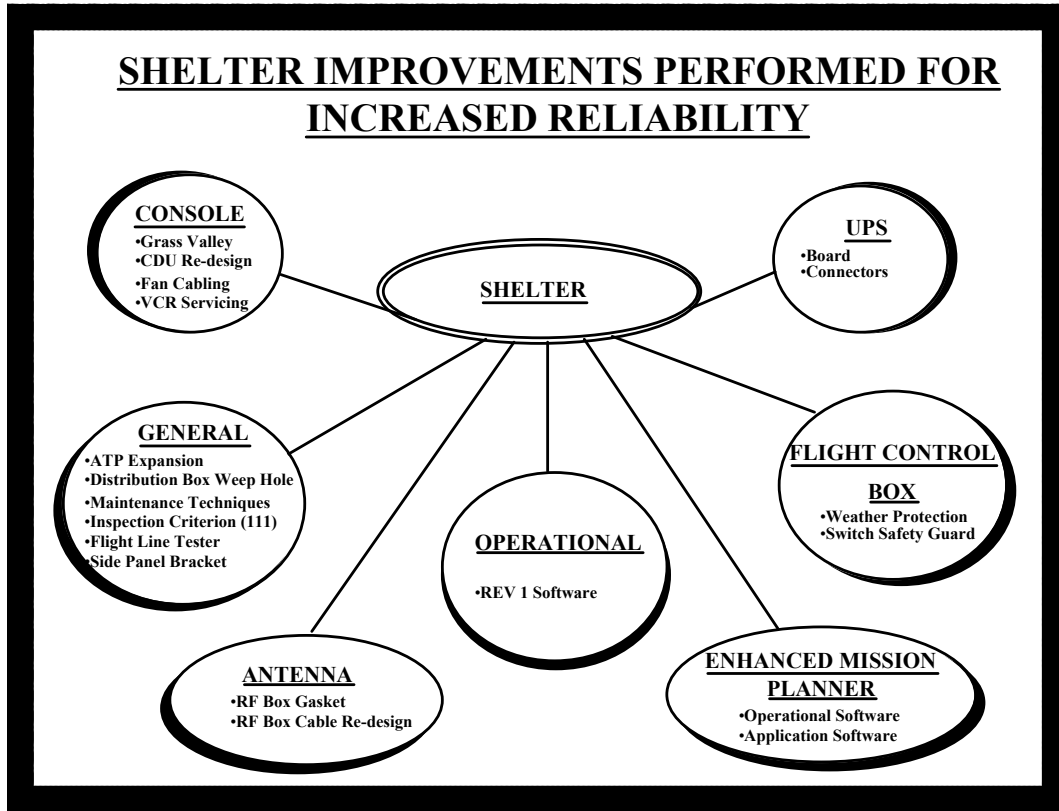 SHELTER IMPROVEMENTS PERFORMED FOR
INCREASED RELIABILITY
CONSOLE
•Grass Valley
•CDU Re-design
•Fan Cabling
•VCR Servicing
UPS
•Board
•Connectors
SHELTER
GENERAL
•ATP Expansion
•Distribution Box Weep Hole
•Maintenance Techniques
•Inspection Criterion (111)
•Flight Line Tester
•Side Panel Bracket
FLIGHT CONTROL
BOX
•Weather Protection
•Switch Safety Guard
OPERATIONAL
•REV 1 Software
ANTENNA
•RF Box Gasket
•RF Box Cable Re-design
ENHANCED MISSION
PLANNER
•Operational Software
•Application Software